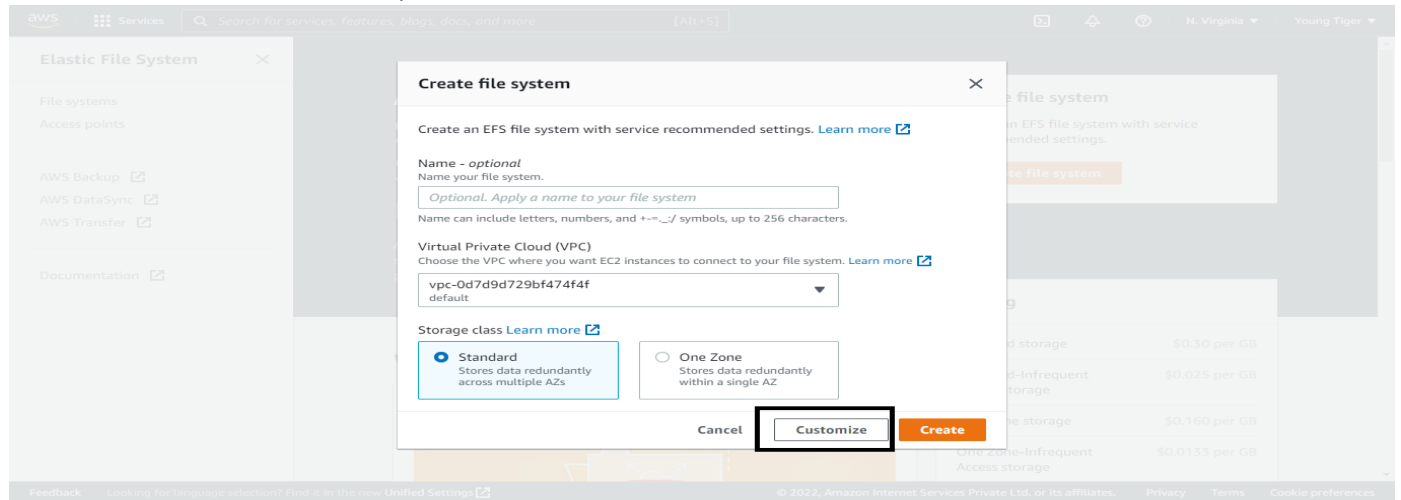 aws
Services
Search for services, features, blogs, docs, and more
[Alt+S]
N. Virginia
Young Tiger
Elastic File System
File systems
Access points
AWS Backup
AWS DataSync
AWS Transfer
Documentation
Create file system
Create an EFS file system with service recommended settings. Learn more
Name - optional
Name your file system.
Optional. Apply a name to your file system
Name can include letters, numbers, and +-=._:/ symbols, up to 256 characters.
Virtual Private Cloud (VPC)
Choose the VPC where you want EC2 instances to connect to your file system. Learn more
vpc-0d7d9d729bf474f4f
default
Storage class Learn more
Standard
Stores data redundantly
across multiple AZs
One Zone
Stores data redundantly
within a single AZ
Cancel
Customize
Create
file system
EFS file system with service
settings.
file system
storage
$0.30 per GB
-Infrequent
$0.025 per GB
storage
storage
$0.160 per GB
One Zone-Infrequent
$0.0133 per GB
Access storage
Feedback
Looking for language selection? Find it in the new Unified Settings
© 2022, Amazon Internet Services Private Ltd. or its affiliates.
Privacy
Terms
Cookie preferences